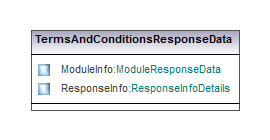 TermsAndConditionsResponseData
ModuleInfo:ModuleResponseData
ResponseInfo:ResponseInfoDetails